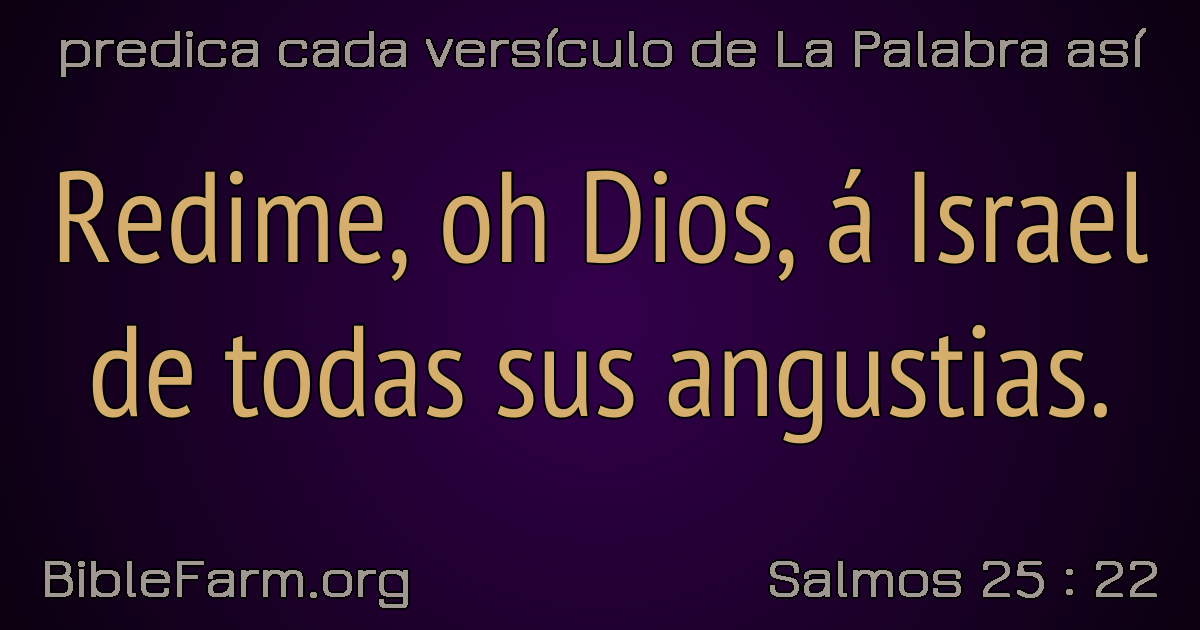 predica cada versículo de La Palabra así
Redime, oh Dios, á Israel
de todas sus angustias.
BibleFarm.org
Salmos 25 : 22